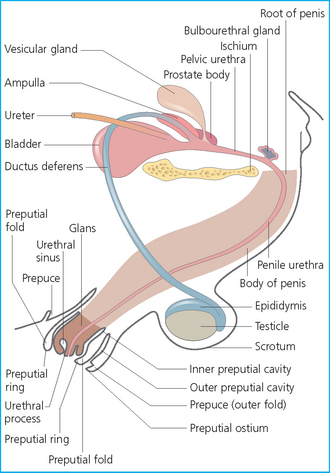 Root of penis
Bulbourethral gland
Ischium
Pelvic urethra
Prostate body
Vesicular gland
Ampulla
Ureter
Bladder
Ductus deferens
Preputial
fold
Glans
Urethral
sinus
Prepuce
Penile urethra
Body of penis
Epididymis
Testicle
Scrotum
Inner preputial cavity
Outer preputial cavity
Prepuce (outer fold)
Preputial ostium
Preputial
ring
Urethral
process
Preputial ring
Preputial fold